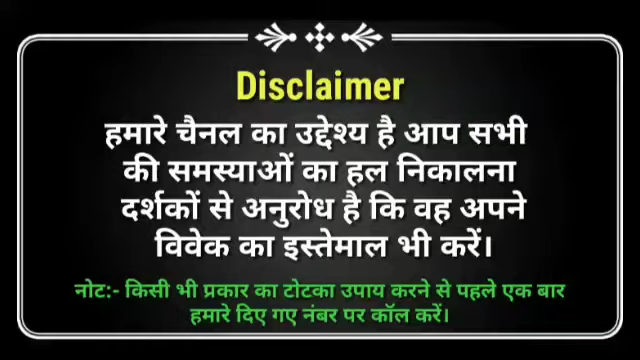 Disclaimer
हमारे चैनल का उद्देश्य है आप सभी
की समस्याओं का हल निकालना
दर्शकों से अनुरोध है कि वह अपने
विवेक का इस्तेमाल भी करें।
नोट:- किसी भी प्रकार का टोटका उपाय करने से पहले एक बार
हमारे दिए गए नंबर पर कॉल करें।